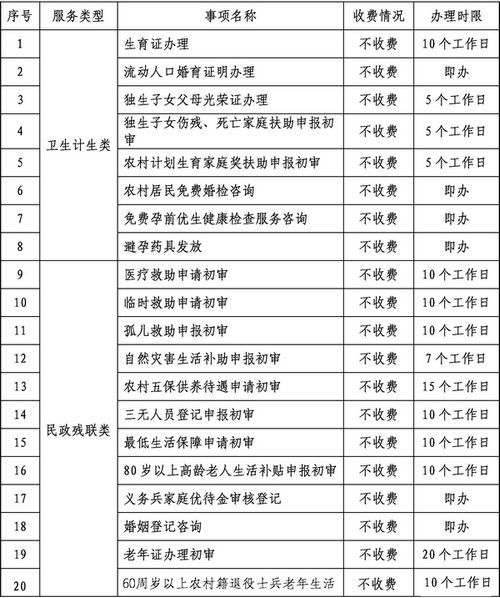 序号 服务类型 事项名称 收费情况 办理时限
1 生育证办理 不收费 10个工作日
2 流动人口婚育证明办理 不收费 即办
3 独生子女父母光荣证办理 不收费 5个工作日
4 独生子女伤残、死亡家庭扶助申报初审 不收费 5个工作日
卫生计生类
5 农村计划生育家庭奖扶助申报初审 不收费 5个工作日
6 农村居民免费婚检咨询 不收费 即办
7 免费孕前优生健康检查服务咨询 不收费 即办
8 避孕药具发放 不收费 即办
9 医疗救助申请初审 不收费 10个工作日
10 临时救助申请初审 不收费 10个工作日
11 孤儿救助申报初审 不收费 10个工作日
12 自然灾害生活补助申报初审 不收费 7个工作日
13 农村五保供养待遇申请初审 不收费 15个工作日
14 三无人员登记申报初审 不收费 10个工作日
民政残联类
15 最低生活保障申请初审 不收费 10个工作日
16 80岁以上高龄老人生活补贴申报初审 不收费 10个工作日
17 义务兵家庭优待金审核登记 不收费 即办
18 婚姻登记咨询 不收费 即办
19 老年证办理初审 不收费 20个工作日
20 60周岁以上农村籍退役士兵老年生活 不收费 10个工作日